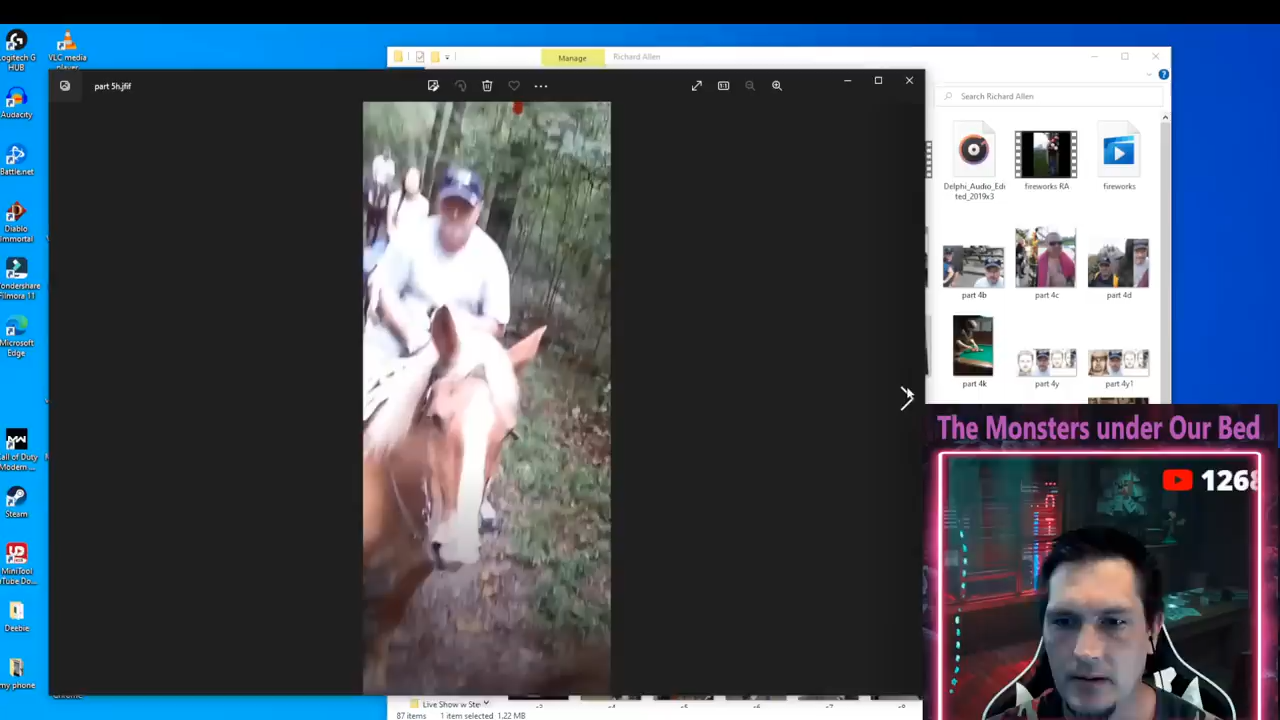 Logitech G
HUB
VLC media
player
Audacity
Battle.net
Diablo
Immortal
Wondershare
Filmora 11
Microsoft
Edge
Call of Duty
Modern ...
Steam
MiniTool
uTube Do...
Deebie
my phone
Manage
Richard Allen
part 5h.jfif
Search Richard Allen
Delphi_Audio_Edi
ted_2019x3
fireworks RA
fireworks
part 4b
part 4c
part 4d
part 4k
part 4y
part 4y1
The Monsters under Our Bed
1268
Live Show w Ste
87 items
1 item selected 1.22 MB